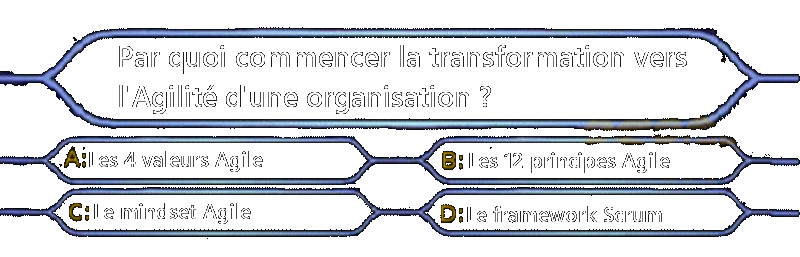 Par quoi commencer la transformation vers
l'Agilité d'une organisation ?
A: Les 4 valeurs Agile
B: Les 12 principes Agile
C: Le mindset Agile
D: Le framework Scrum